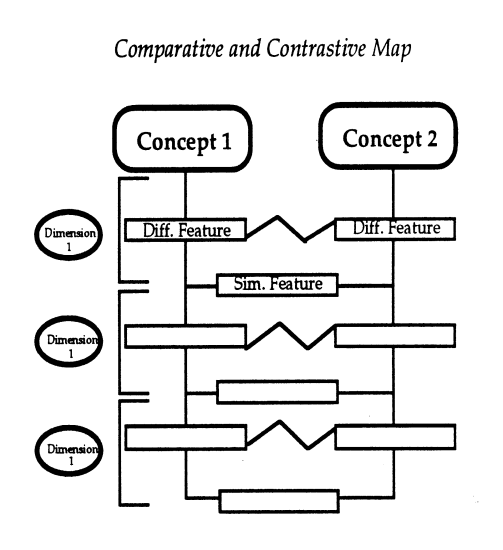 Comparative and Contrastive Map
Concept 1
Concept 2
Dimension
1
Diff. Feature
Diff. Feature
Sim. Feature
Dimension
1
Dimension
1